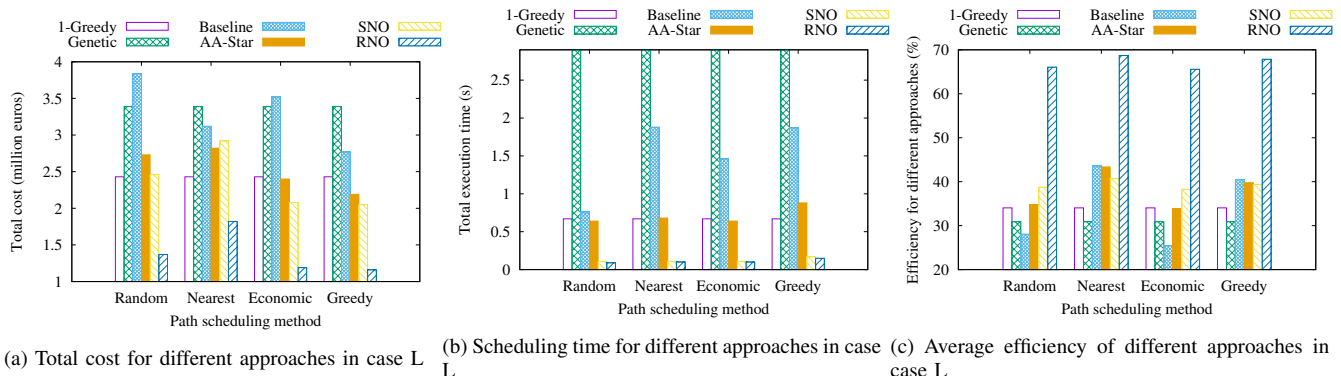 1-Greedy Baseline SNO
Genetic AA-Star RNO
4
3.5
3
2.5
2
1.5
1
Total cost (million euros)
Random Nearest Economic Greedy
Path scheduling method
(a) Total cost for different approaches in case L
1-Greedy Baseline SNO
Genetic AA-Star RNO
2.5
2
1.5
1
0.5
0
Total execution time (s)
Random Nearest Economic Greedy
Path scheduling method
(b) Scheduling time for different approaches in case
L
1-Greedy Baseline SNO
Genetic AA-Star RNO
70
60
50
40
30
20
Efficiency for different approaches (%)
Random Nearest Economic Greedy
Path scheduling method
(c) Average efficiency of different approaches in
case L